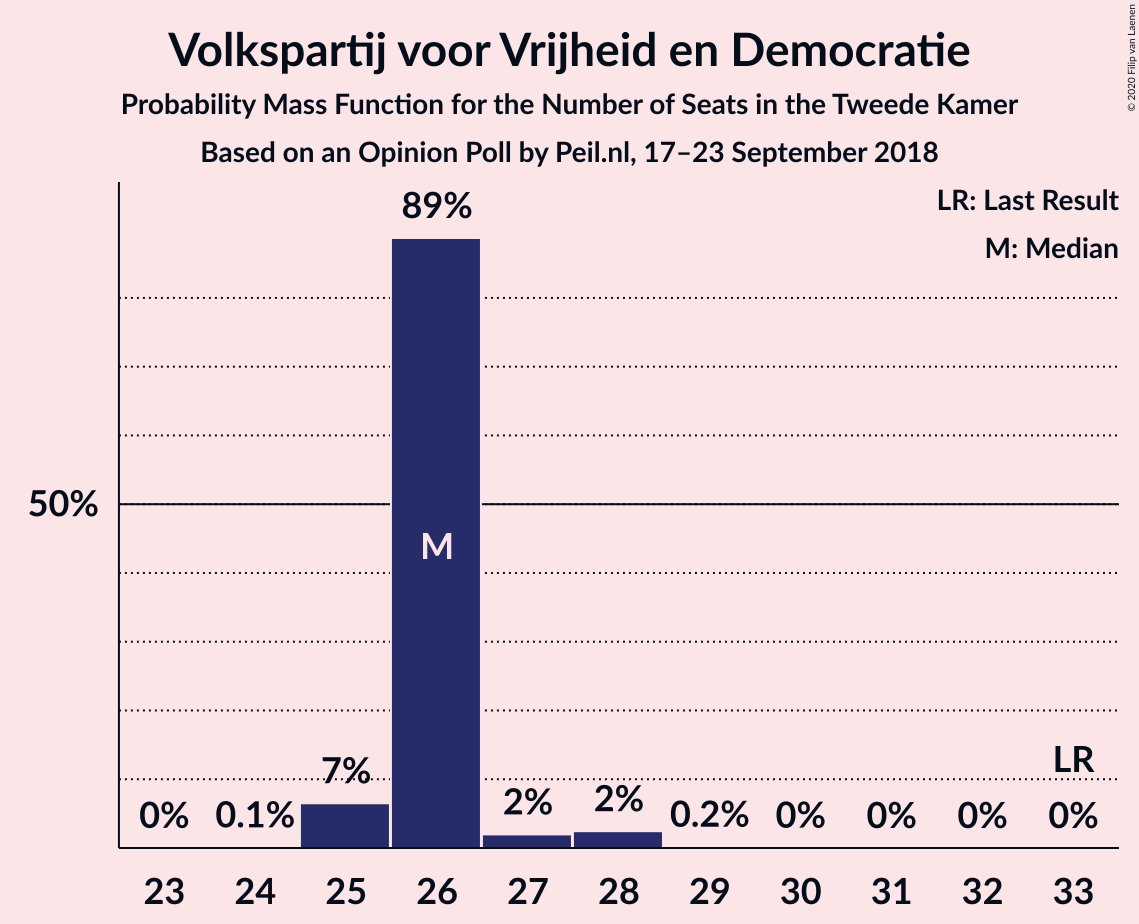 Volkspartij voor Vrijheid en Democratie
Probability Mass Function for the Number of Seats in the Tweede Kamer
Based on an Opinion Poll by Peil.nl, 17–23 September 2018
© 2020 Filip van Laenen
LR: Last Result
M: Median
89%
50%
M
7%
LR
0% 0.1% 2% 2% 0.2% 0% 0% 0% 0%
23 24 25 26 27 28 29 30 31 32 33